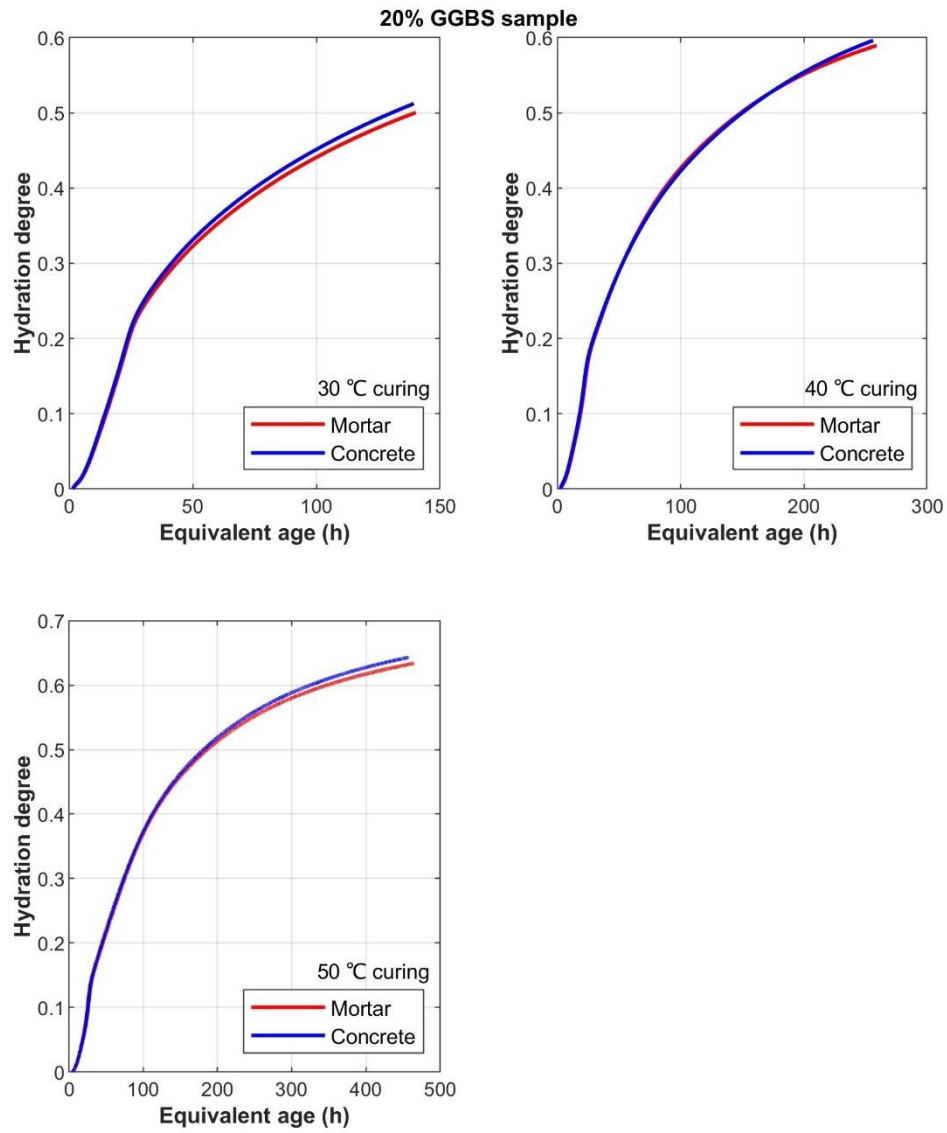 20% GGBS sample
0.6
0.5
0.4
0.3
0.2
0.1
0
Hydration degree
30 ℃ curing
Mortar
Concrete
0
50
100
150
Equivalent age (h)
0.6
0.5
0.4
0.3
0.2
0.1
0
Hydration degree
40 ℃ curing
Mortar
Concrete
0
100
200
300
Equivalent age (h)
0.7
0.6
0.5
0.4
0.3
0.2
0.1
0
Hydration degree
50 ℃ curing
Mortar
Concrete
0
100
200
300
400
500
Equivalent age (h)